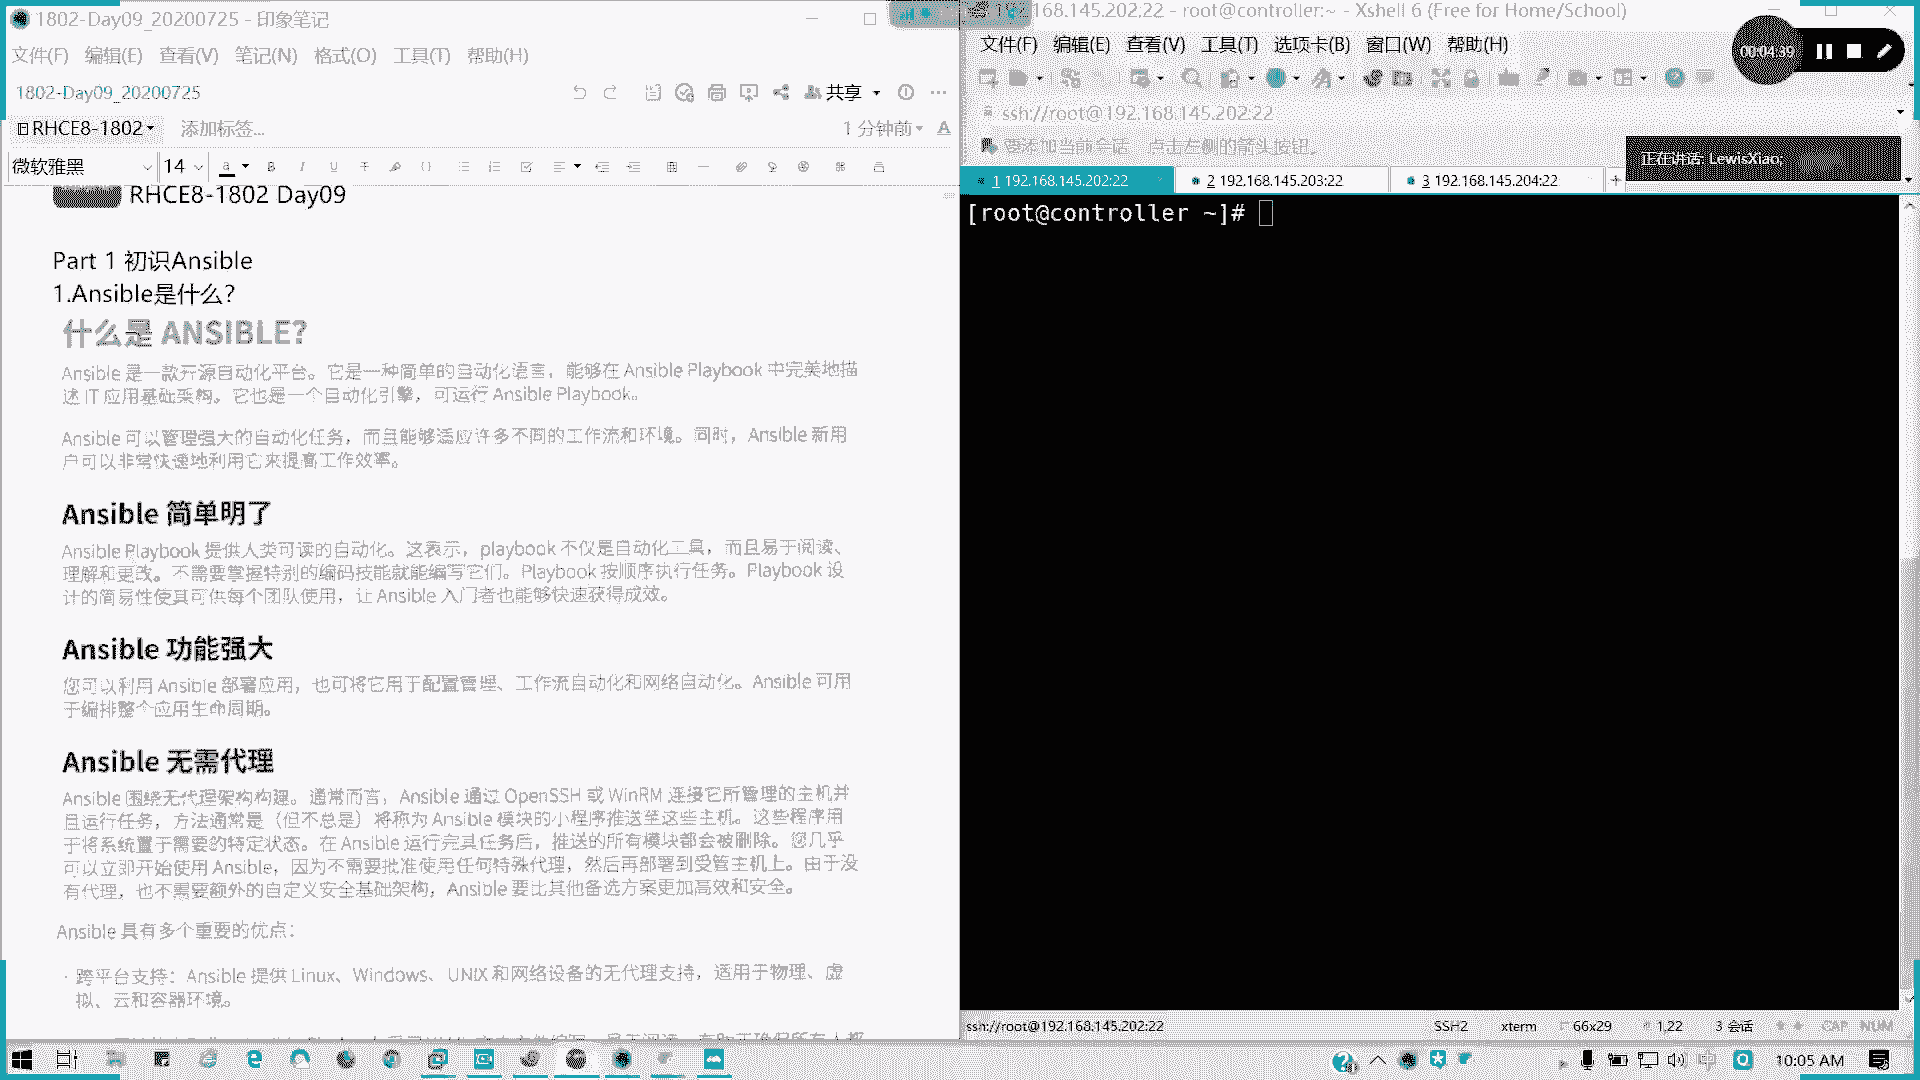 1802-Day09_20200725 - 印象笔记
文件(F) 编辑(E) 查看(V) 笔记(N) 格式(O) 工具(T) 帮助(H)
1802-Day09_20200725
共享
RHCE8-1802
添加标签...
1 分钟前
微软雅黑
14
RHCE8-1802 Day09
Part 1 初识Ansible
1.Ansible是什么?
什么是 ANSIBLE?
Ansible 是一款开源自动化平台。它是一种简单的自动化语言，能够在 Ansible Playbook 中完美地描
述 IT 应用基础架构。它也是一个自动化引擎，可运行 Ansible Playbook。
Ansible 可以管理强大的自动化任务，而且能够适应许多不同的工作流和环境。同时，Ansible 新用
户可以非常快速地利用它来提高工作效率。
Ansible 简单明了
Ansible Playbook 提供人类可读的自动化。这表示，playbook 不仅是自动化工具，而且易于阅读、
理解和更改。不需要掌握特别的编码技能就能编写它们。Playbook 按顺序执行任务。Playbook 设
计的简易性使其可供每个团队使用，让 Ansible 入门者也能够快速获得成效。
Ansible 功能强大
您可以利用 Ansible 部署应用，也可将它用于配置管理、工作流自动化和网络自动化。Ansible 可用
于编排整个应用生命周期。
Ansible 无需代理
Ansible 围绕无代理架构构建。通常而言，Ansible 通过 OpenSSH 或 WinRM 连接它所管理的主机并
且运行任务，方法通常是（但不总是）将称为 Ansible 模块的小程序推送至这些主机。这些程序用
于将系统置于需要的特定状态。在 Ansible 运行完其任务后，推送的所有模块都会被删除。您几乎
可以立即开始使用 Ansible，因为不需要批准使用任何特殊代理，然后再部署到受管主机上。由于没
有代理，也不需要额外的自定义安全基础架构，Ansible 要比其他备选方案更加高效和安全。
Ansible 具有多个重要的优点：
· 跨平台支持：Ansible 提供 Linux、Windows、UNIX 和网络设备的无代理支持，适用于物理、虚
拟、云和容器环境。
168.145.202:22 - root@controller:~ - Xshell 6 (Free for Home/School)
文件(F) 编辑(E) 查看(V) 工具(T) 选项卡(B) 窗口(W) 帮助(H)
00:04:39
ssh://root@192.168.145.202:22
要添加当前会话，点击左侧的箭头按钮。
正在讲话: LewisXiao;
1 192.168.145.202:22
2 192.168.145.203:22
3 192.168.145.204:22
[root@controller ~]#
ssh://root@192.168.145.202:22
SSH2
xterm
66x29
1,22
3 会话
CAP NUM
10:05 AM